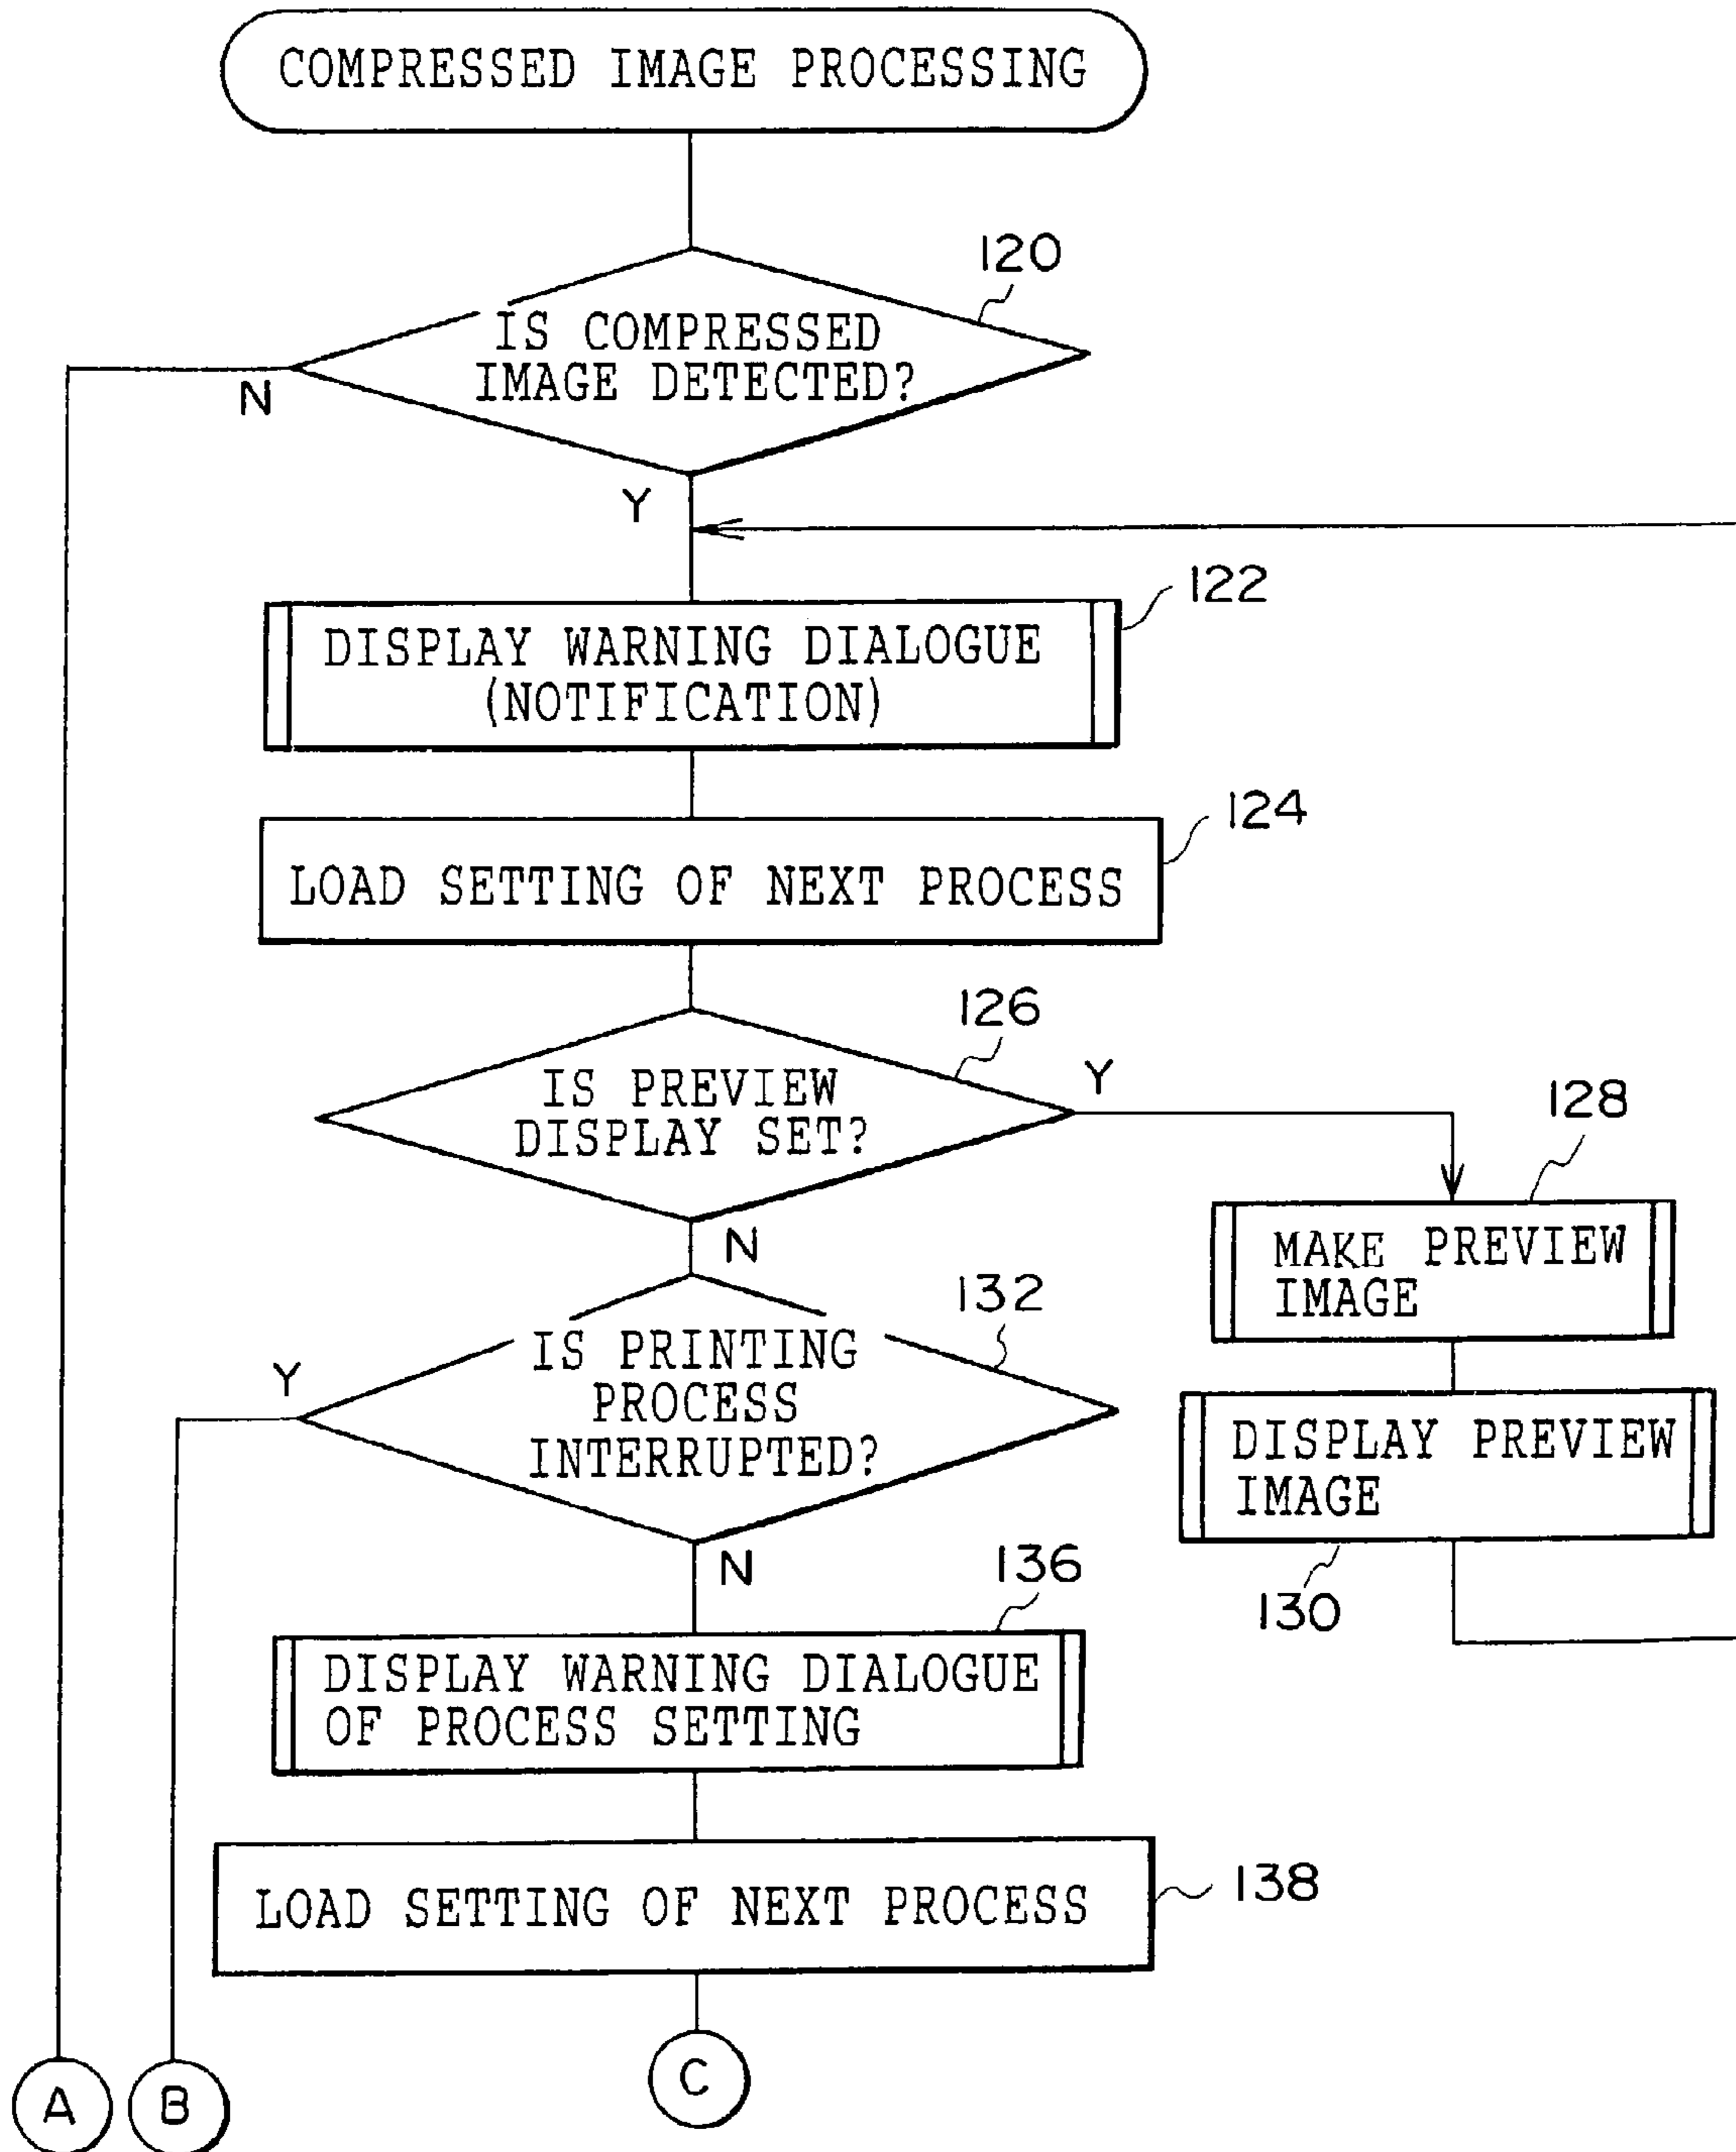 COMPRESSED IMAGE PROCESSING
120
IS COMPRESSED
IMAGE DETECTED?
N
Y
122
DISPLAY WARNING DIALOGUE
(NOTIFICATION)
124
LOAD SETTING OF NEXT PROCESS
126
IS PREVIEW
DISPLAY SET?
Y
N
128
MAKE PREVIEW
IMAGE
132
IS PRINTING
PROCESS
INTERRUPTED?
Y
N
DISPLAY PREVIEW
IMAGE
130
136
DISPLAY WARNING DIALOGUE
OF PROCESS SETTING
138
LOAD SETTING OF NEXT PROCESS
A
B
C